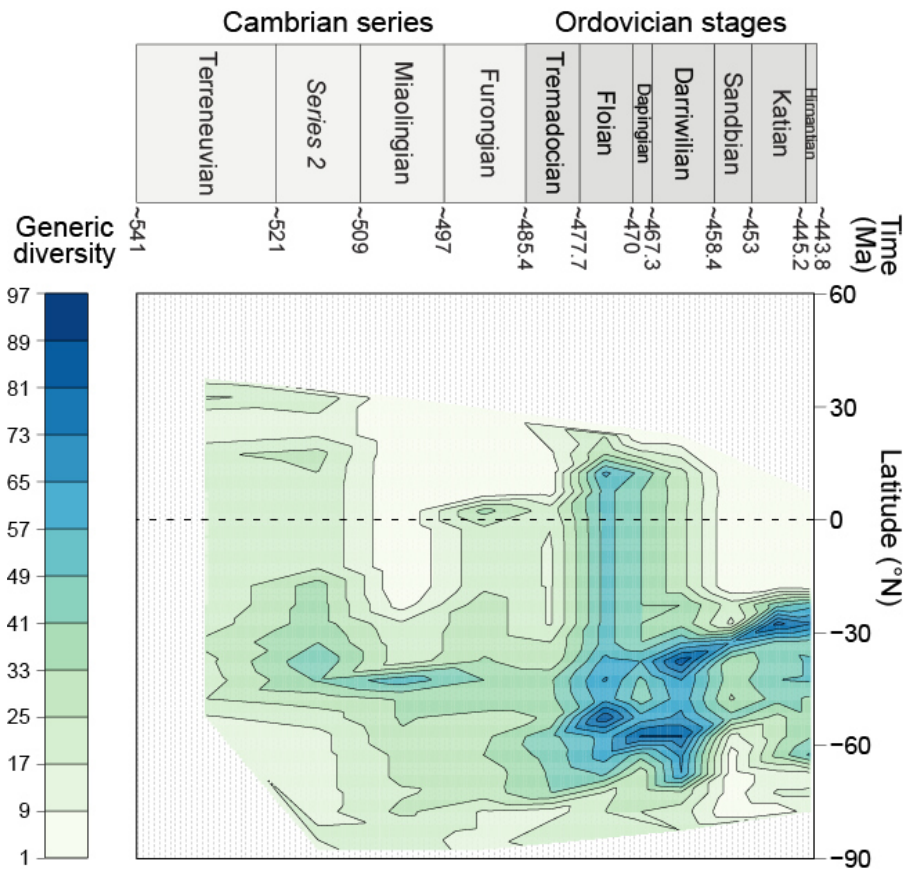 Cambrian series
Ordovician stages
Terreneuvian
Series 2
Miaolingian
Furongian
Tremadocian
Floian
Dapingian
Darriwilian
Sandbian
Katian
Hirnantian
Time
(Ma)
~541
~521
~509
~497
~485.4
~477.7
~470
~467.3
~458.4
~453
~445.2
~443.8
Generic
diversity
97
89
81
73
65
57
49
41
33
25
17
9
1
60
30
0
−30
−60
−90
Latitude (°N)